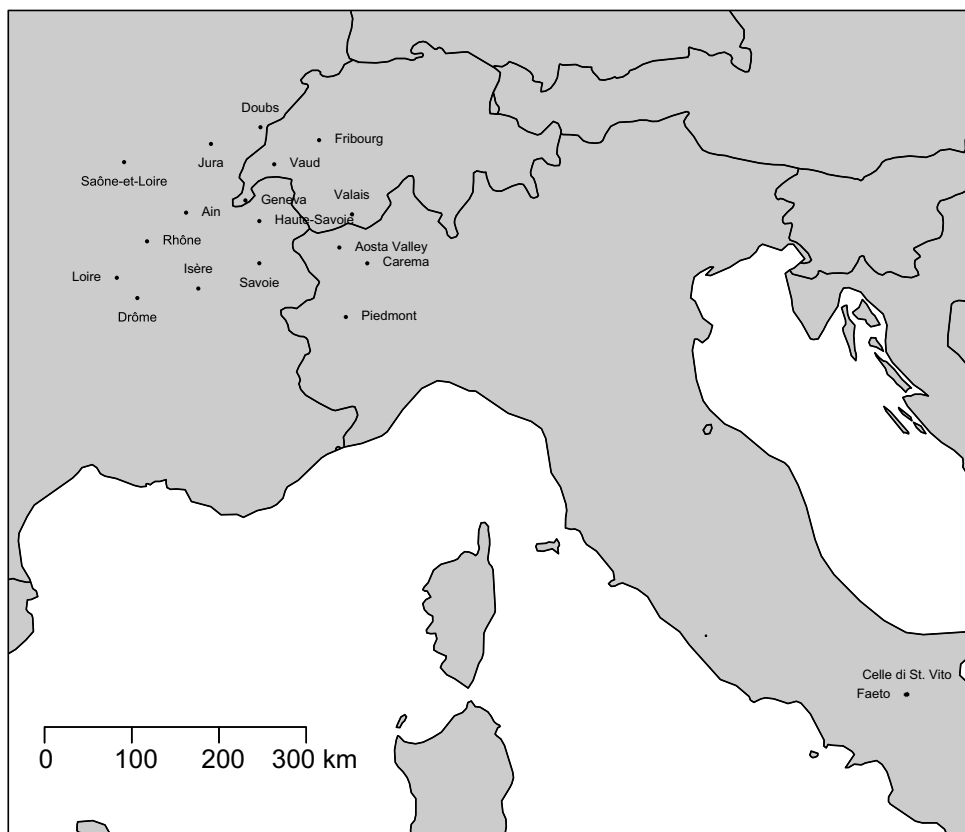 Doubs
Fribourg
Jura
Vaud
Saône-et-Loire
Valais
Geneva
Ain
Haute-Savoie
Rhône
Aosta Valley
Carema
Isère
Loire
Savoie
Drôme
Piedmont
Celle di St. Vito
Faeto
0 100 200 300 km